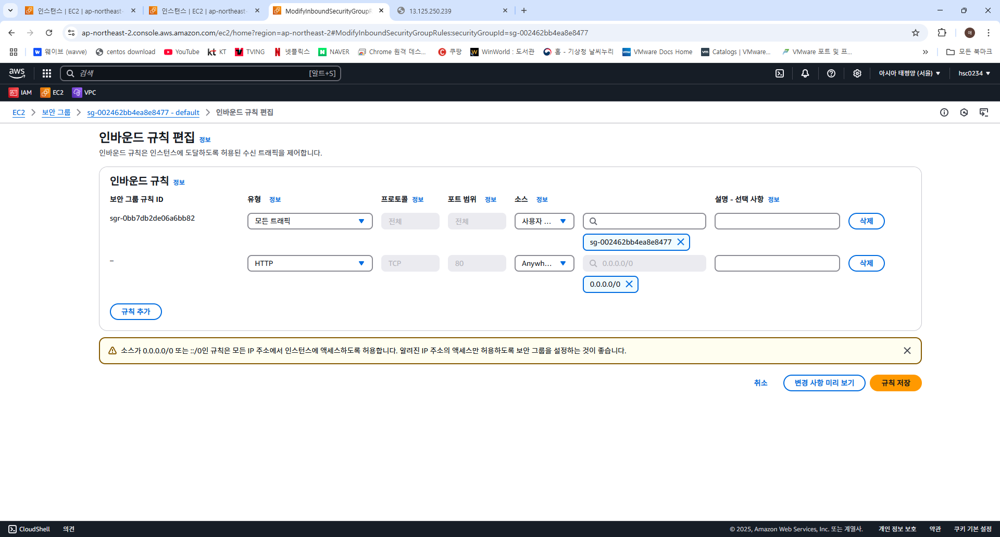 인스턴스 | EC2 | ap-northeast-
인스턴스 | EC2 | ap-northeast-
ModifyInboundSecurityGroupR
13.125.250.239
ap-northeast-2.console.aws.amazon.com/ec2/home?region=ap-northeast-2#ModifyInboundSecurityGroupRules:securityGroupId=sg-002462bb4ea8e8477
애
웨이브 (wavve)
centos download
YouTube
KT
TVING
넷플릭스
NAVER
Chrome 원격 데스...
쿠팡
WinWorld : 도서관
홈 - 기상청 날씨누리
VMware Docs Home
Catalogs | VMware...
VMware 포트 및 프...
모든 북마크
aws
검색
[알트+S]
아시아 태평양 (서울)
hsc0234
IAM
EC2
VPC
EC2
보안 그룹
sg-002462bb4ea8e8477 - default
인바운드 규칙 편집
인바운드 규칙 편집 정보
인바운드 규칙은 인스턴스에 도달하도록 허용된 수신 트래픽을 제어합니다.
인바운드 규칙 정보
보안 그룹 규칙 ID
유형 정보
프로토콜 정보
포트 범위 정보
소스 정보
설명 - 선택 사항 정보
sgr-0bb7db2de06a6bb82
모든 트래픽
전체
전체
사용자 ...
삭제
sg-002462bb4ea8e8477
–
HTTP
TCP
80
Anywh...
0.0.0.0/0
삭제
0.0.0.0/0
규칙 추가
소스가 0.0.0.0/0 또는 ::/0인 규칙은 모든 IP 주소에서 인스턴스에 액세스하도록 허용합니다. 알려진 IP 주소의 액세스만 허용하도록 보안 그룹을 설정하는 것이 좋습니다.
취소
변경 사항 미리 보기
규칙 저장
CloudShell
의견
© 2025, Amazon Web Services, Inc. 또는 계열사.
개인 정보 보호
약관
쿠키 기본 설정